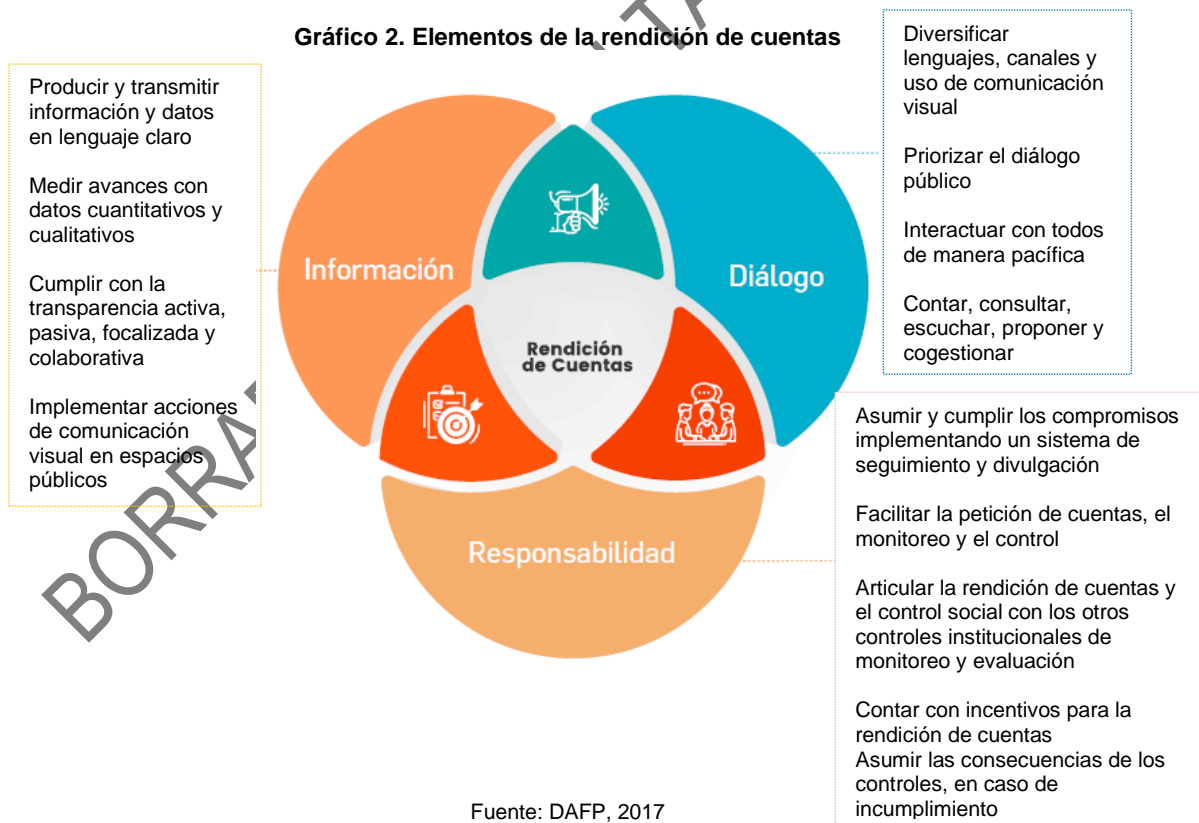 Gráfico 2. Elementos de la rendición de cuentas
Producir y transmitir
información y datos
en lenguaje claro
Medir avances con
datos cuantitativos y
cualitativos
Cumplir con la
transparencia activa,
pasiva, focalizada y
colaborativa
Implementar acciones
de comunicación
visual en espacios
públicos
Información
Diálogo
Rendición
de Cuentas
Responsabilidad
Diversificar
lenguajes, canales y
uso de comunicación
visual
Priorizar el diálogo
público
Interactuar con todos
de manera pacífica
Contar, consultar,
escuchar, proponer y
cogestionar
Asumir y cumplir los compromisos
implementando un sistema de
seguimiento y divulgación
Facilitar la petición de cuentas, el
monitoreo y el control
Articular la rendición de cuentas y
el control social con los otros
controles institucionales de
monitoreo y evaluación
Contar con incentivos para la
rendición de cuentas
Asumir las consecuencias de los
controles, en caso de
incumplimiento
Fuente: DAFP, 2017